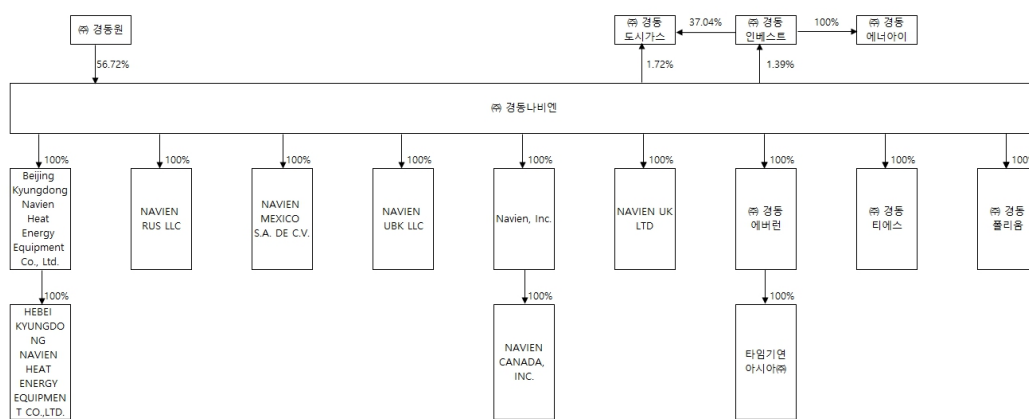 ㈜ 경동원
㈜ 경동
도시가스
37.04%
㈜ 경동
인베스트
100%
㈜ 경동
에너아이
56.72%
1.72%
1.39%
㈜ 경동나비엔
100%
100%
100%
100%
100%
100%
100%
100%
100%
Beijing
Kyungdong
Navien
Heat
Energy
Equipment
Co., Ltd.
NAVIEN
RUS LLC
NAVIEN
MEXICO
S.A. DE C.V.
NAVIEN
UBK LLC
Navien, Inc.
NAVIEN UK
LTD
㈜ 경동
에버런
㈜ 경동
티에스
㈜ 경동
폴리움
100%
100%
100%
HEBEI
KYUNGDO
NG
NAVIEN
HEAT
ENERGY
EQUIPMEN
T CO.,LTD.
NAVIEN
CANADA,
INC.
타임기연
아시아㈜